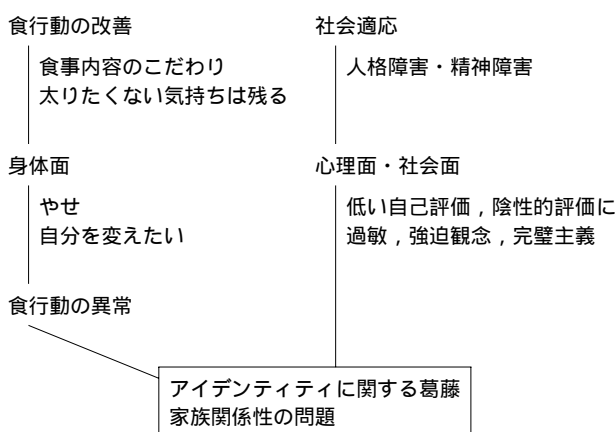 食行動の改善
食事内容のこだわり
太りたくない気持ちは残る
身体面
やせ
自分を変えたい
食行動の異常
社会適応
人格障害・精神障害
心理面・社会面
低い自己評価，陰性的評価に
過敏，強迫観念，完璧主義
アイデンティティに関する葛藤
家族関係性の問題